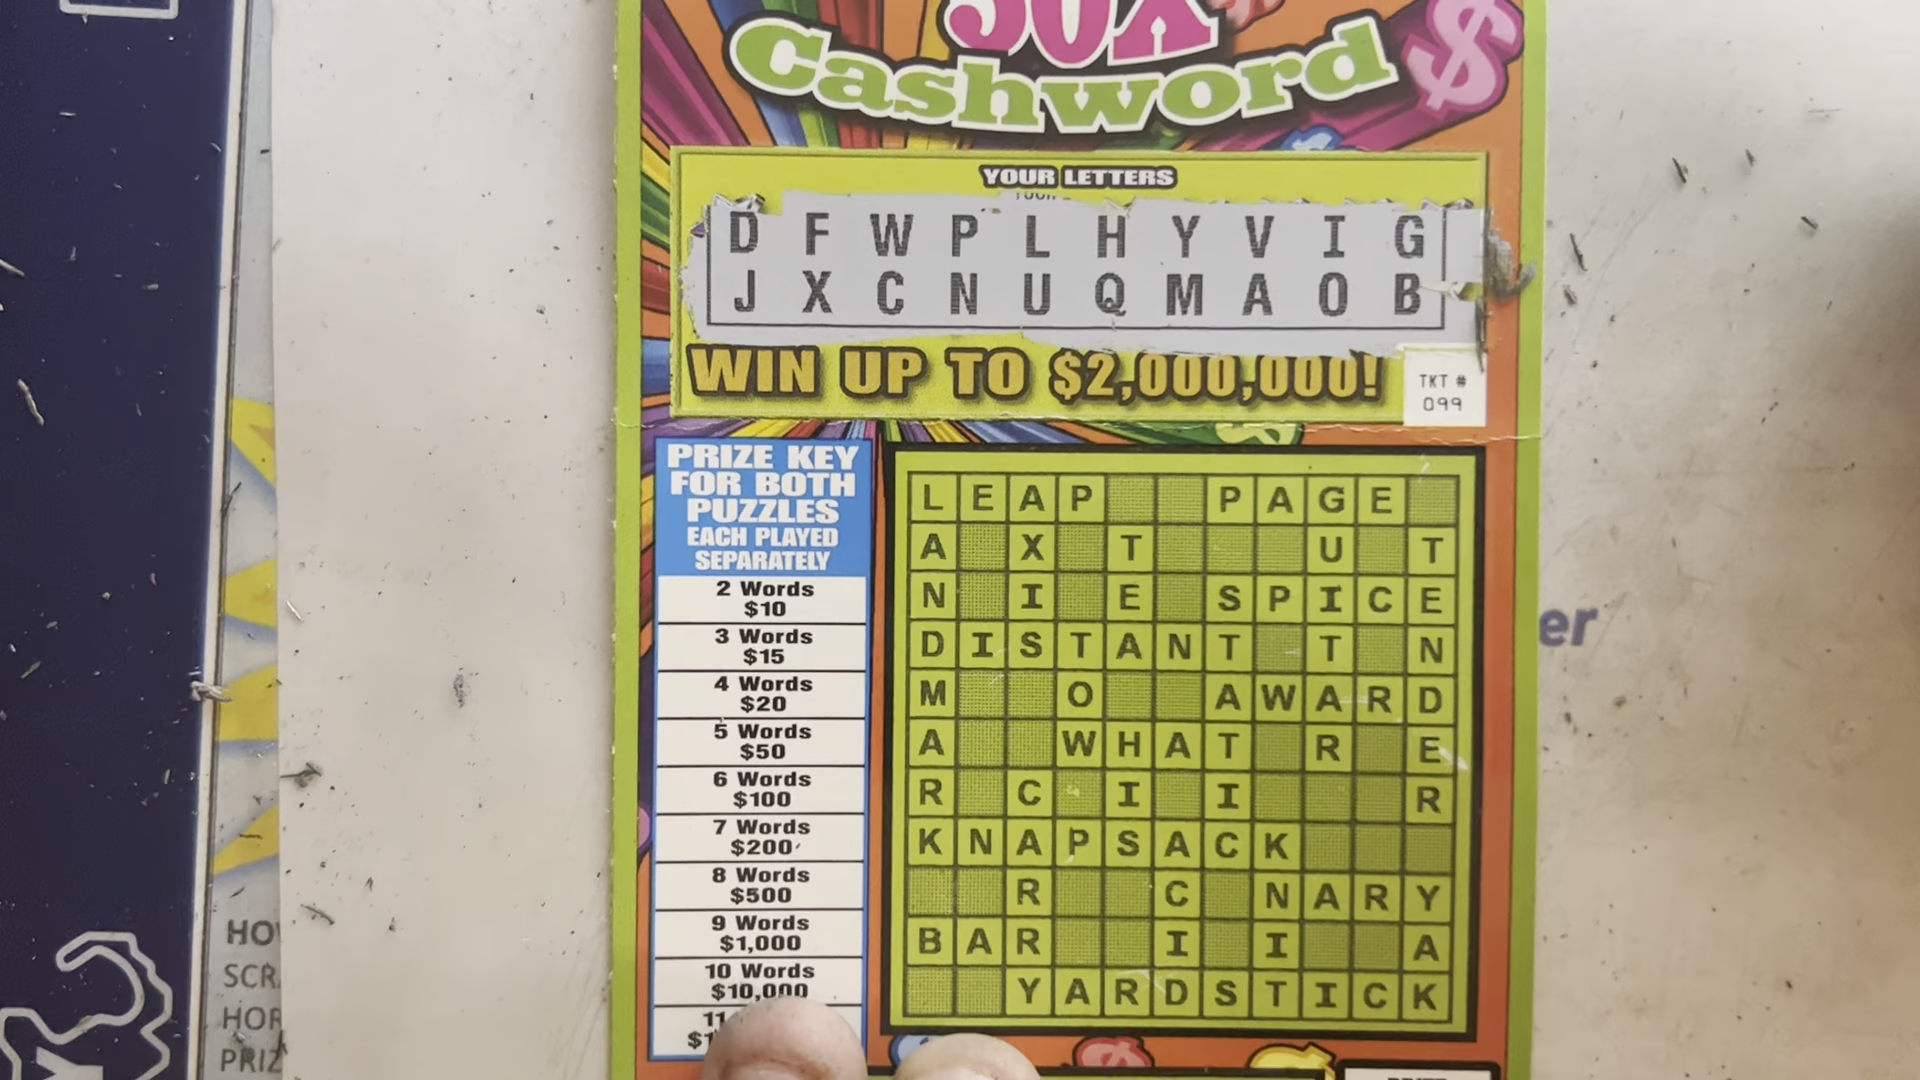 50X
Cashword
$
YOUR LETTERS
D F W P L H Y V I G
J X C N U Q M A O B
WIN UP TO $2,000,000!
TKT #
099
PRIZE KEY
FOR BOTH
PUZZLES
EACH PLAYED
SEPARATELY
2 Words
$10
3 Words
$15
4 Words
$20
5 Words
$50
6 Words
$100
7 Words
$200
8 Words
$500
9 Words
$1,000
10 Words
$10,000
11
L E A P P A G E
A X T U T
N I E S P I C E
D I S T A N T T N
M O A W A R D
A W H A T R E
R C I I R
K N A P S A C K
R C N A R Y
B A R I I A
Y A R D S T I C K
er
HO
SCR
HOR
PRIZ